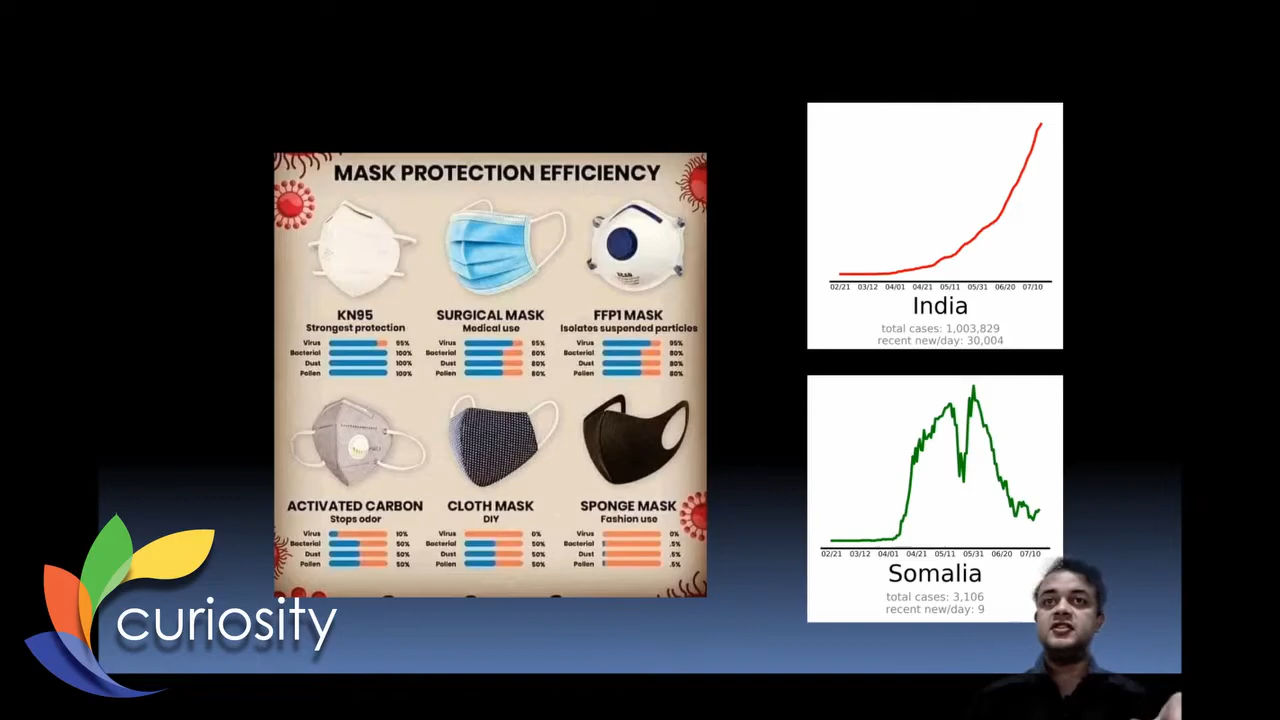 MASK PROTECTION EFFICIENCY
KN95
Strongest protection
Virus 95%
Bacterial 100%
Dust 100%
Pollen 100%
SURGICAL MASK
Medical use
Virus 95%
Bacterial 80%
Dust 80%
Pollen 80%
FFP1 MASK
Isolates suspended particles
Virus 95%
Bacterial 80%
Dust 80%
Pollen 80%
ACTIVATED CARBON
Stops odor
Virus 10%
Bacterial 50%
Dust 50%
Pollen 50%
CLOTH MASK
DIY
Virus 0%
Bacterial 50%
Dust 50%
Pollen 50%
SPONGE MASK
Fashion use
Virus 0%
Bacterial .5%
Dust .5%
Pollen .5%
02/21 03/12 04/01 04/21 05/11 05/31 06/20 07/10
India
total cases: 1,003,829
recent new/day: 30,004
02/21 03/12 04/01 04/21 05/11 05/31 06/20 07/10
Somalia
total cases: 3,106
recent new/day: 9
curiosity